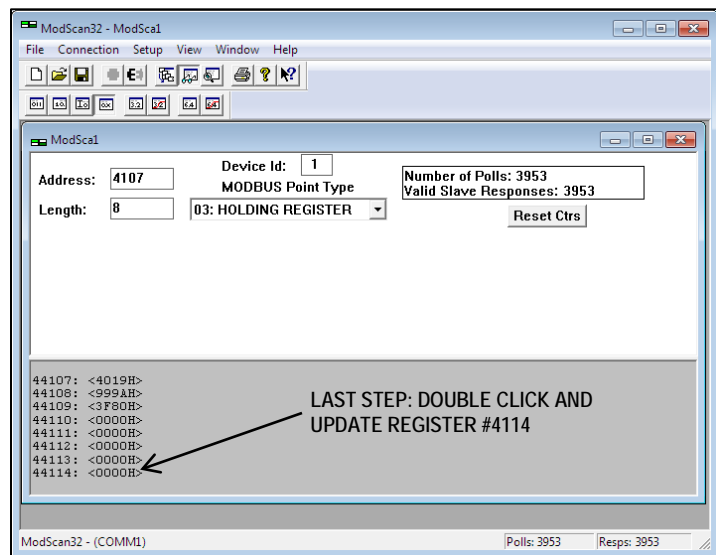 ModScan32 - ModSca1
File Connection Setup View Window Help
ModSca1
Address: 4107
Device Id: 1
MODBUS Point Type
Length: 8
03: HOLDING REGISTER
Number of Polls: 3953
Valid Slave Responses: 3953
Reset Ctrs
44107: <4019H>
44108: <999AH>
44109: <3F80H>
44110: <0000H>
44111: <0000H>
44112: <0000H>
44113: <0000H>
44114: <0000H>
LAST STEP: DOUBLE CLICK AND
UPDATE REGISTER #4114
ModScan32 - (COMM1)
Polls: 3953
Resps: 3953